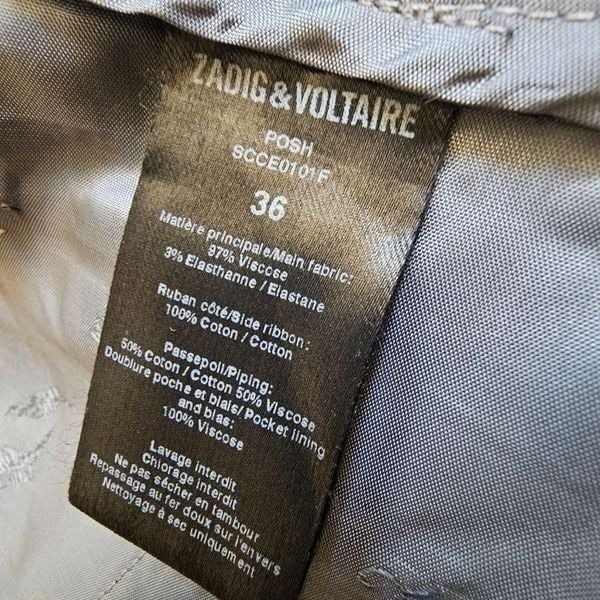 ZADIG & VOLTAIRE
POSH
SCCE0101F
36
Matière principale/Main fabric:
97% Viscose
3% Elasthanne / Elastane
Ruban côté/Side ribbon:
100% Coton / Cotton
Passepoil/Piping:
50% Coton / Cotton 50% Viscose
Doublure poche et biais/ Pocket lining
and bias:
100% Viscose
Lavage interdit
Chlorage interdit
Ne pas sécher en tambour
Repassage au fer doux sur l'envers
Nettoyage à sec uniquement